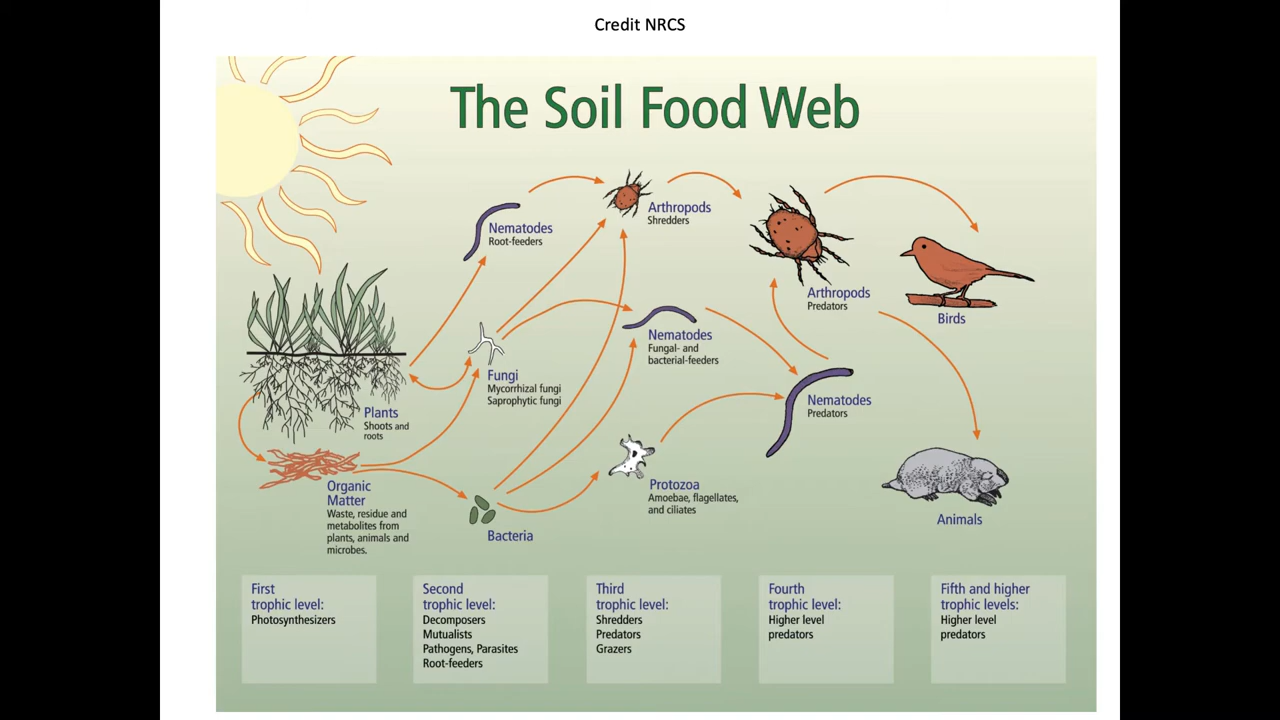 Credit NRCS
The Soil Food Web
Nematodes
Root-feeders
Arthropods
Shredders
Arthropods
Predators
Birds
Plants
Shoots and
roots
Fungi
Mycorrhizal fungi
Saprophytic fungi
Nematodes
Fungal- and
bacterial-feeders
Nematodes
Predators
Organic
Matter
Waste, residue and
metabolites from
plants, animals and
microbes.
Bacteria
Protozoa
Amoebae, flagellates,
and ciliates
Animals
First
trophic level:
Photosynthesizers
Second
trophic level:
Decomposers
Mutualists
Pathogens, Parasites
Root-feeders
Third
trophic level:
Shredders
Predators
Grazers
Fourth
trophic level:
Higher level
predators
Fifth and higher
trophic levels:
Higher level
predators